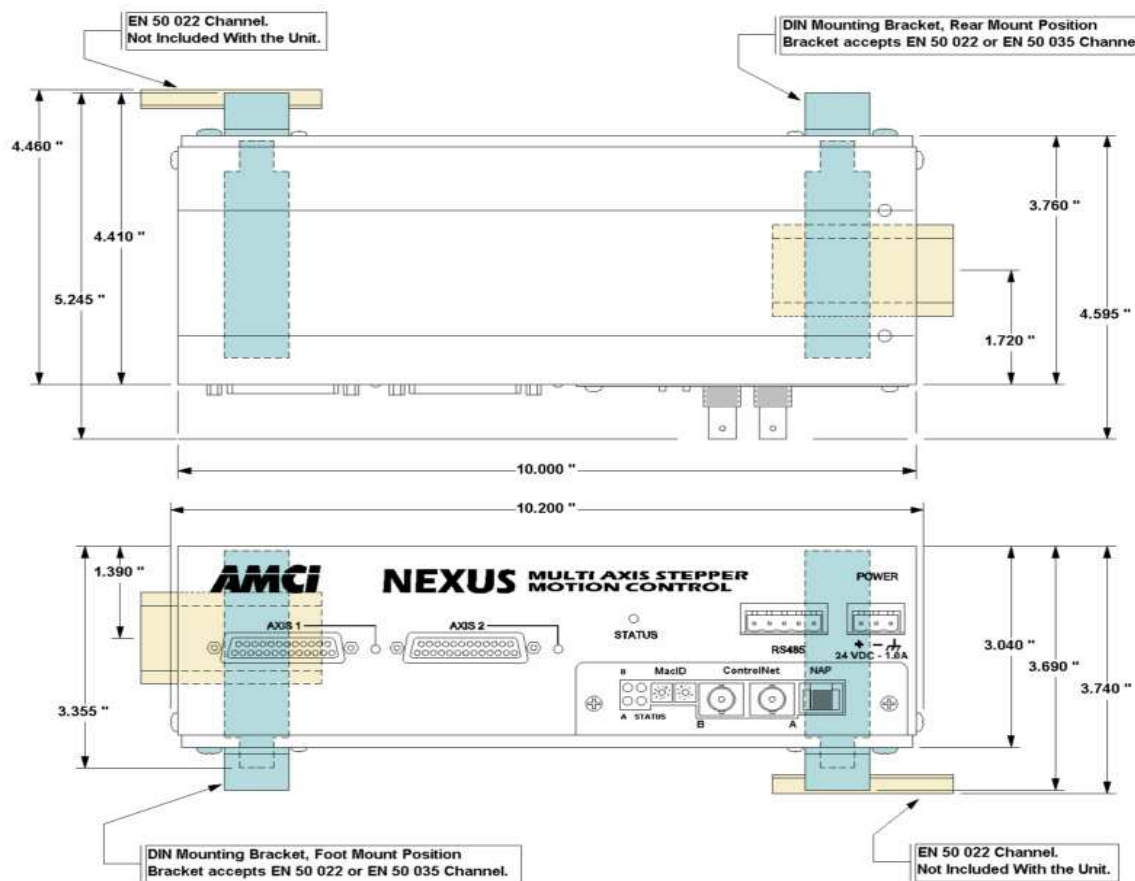 EN 50 022 Channel.
Not Included With the Unit.
DIN Mounting Bracket, Rear Mount Position
Bracket accepts EN 50 022 or EN 50 035 Channe
4.460 "
4.410 "
5.245 "
3.760 "
4.595 "
1.720 "
10.000 "
10.200 "
1.390 "
3.355 "
AMCI
NEXUS MULTI AXIS STEPPER
MOTION CONTROL
POWER
AXIS 1
AXIS 2
STATUS
RS485
+ -
24 VDC - 1.0A
B MacID ControlNet NAP
A STATUS
B A
3.040 "
3.690 "
3.740 "
DIN Mounting Bracket, Foot Mount Position
Bracket accepts EN 50 022 or EN 50 035 Channel.
EN 50 022 Channel.
Not Included With the Unit.